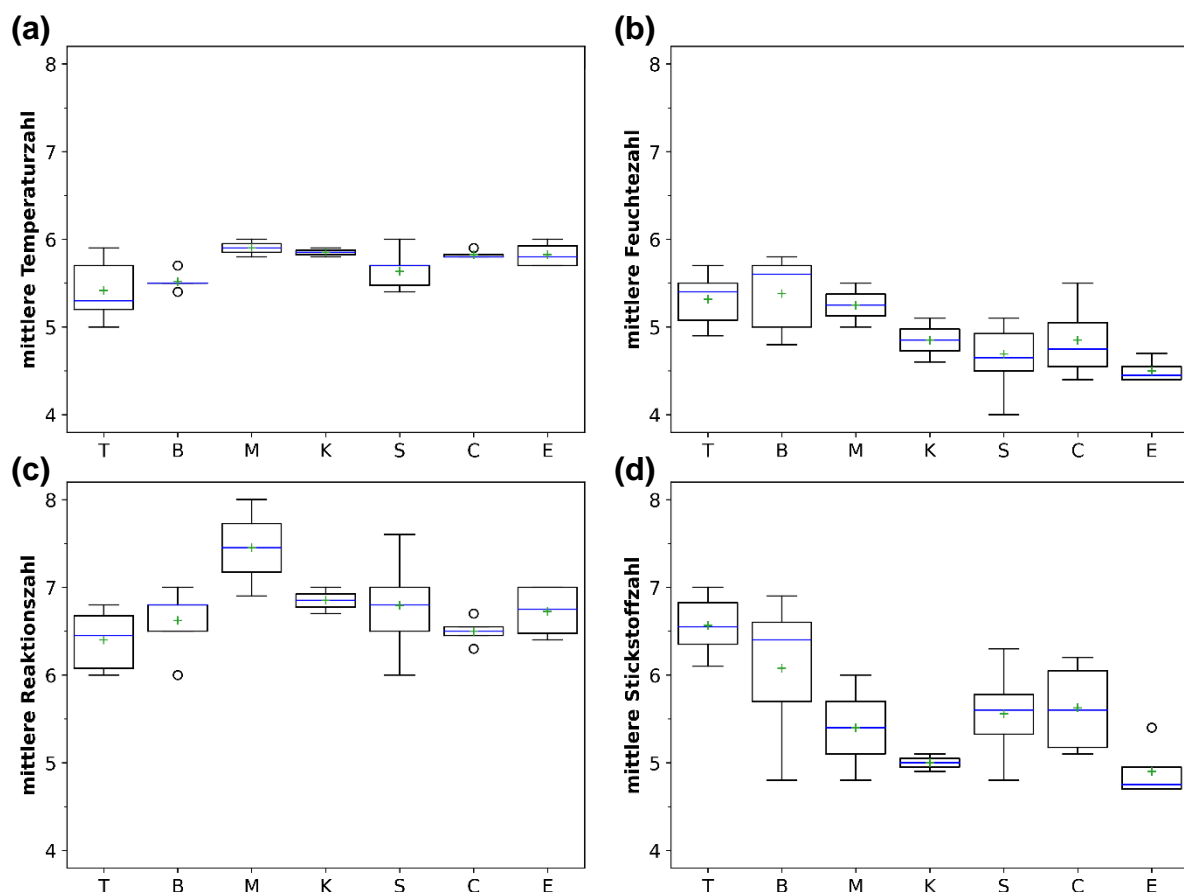 (a)
mittlere Temperaturzahl
8
7
6
5
4
T B M K S C E
(b)
mittlere Feuchtezahl
8
7
6
5
4
T B M K S C E
(c)
mittlere Reaktionszahl
8
7
6
5
4
T B M K S C E
(d)
mittlere Stickstoffzahl
8
7
6
5
4
T B M K S C E